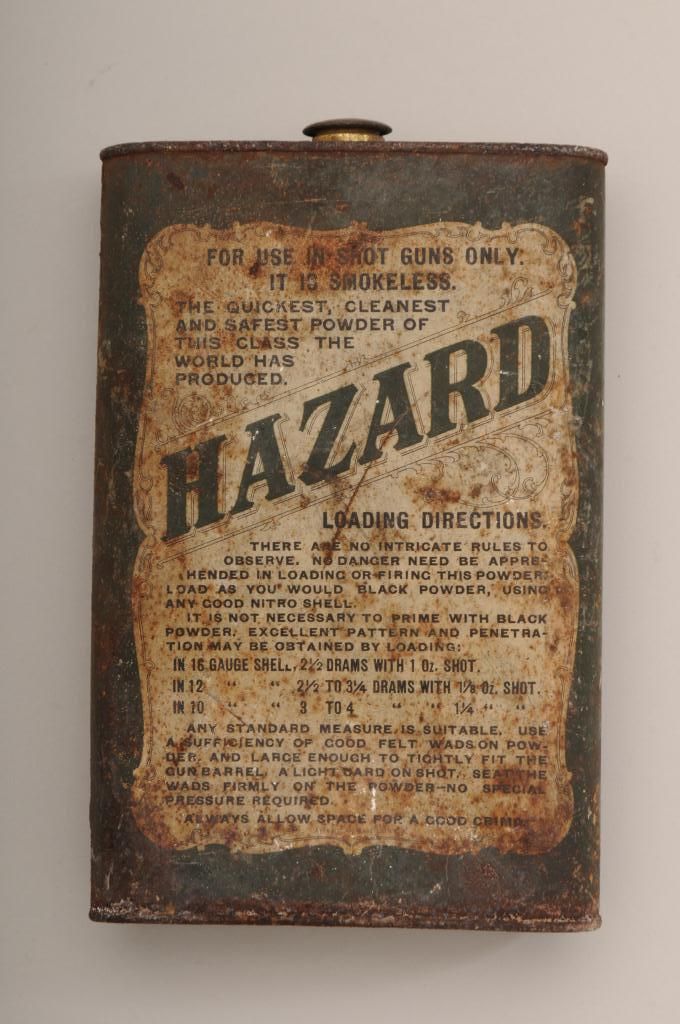 FOR USE IN SHOT GUNS ONLY.
IT IS SMOKELESS.
THE QUICKEST, CLEANEST
AND SAFEST POWDER OF
THIS CLASS THE
WORLD HAS
PRODUCED.
HAZARD
LOADING DIRECTIONS.
THERE ARE NO INTRICATE RULES TO
OBSERVE. NO DANGER NEED BE APPRE-
HENDED IN LOADING OR FIRING THIS POWDER.
LOAD AS YOU WOULD BLACK POWDER, USING
ANY GOOD NITRO SHELL.
IT IS NOT NECESSARY TO PRIME WITH BLACK
POWDER. EXCELLENT PATTERN AND PENETRA-
TION MAY BE OBTAINED BY LOADING:
IN 16 GAUGE SHELL, 2½ DRAMS WITH 1 OZ. SHOT.
IN 12 " " 2½ TO 3¼ DRAMS WITH 1⅛ OZ. SHOT.
IN 10 " " 3 TO 4 " " 1¼ " "
ANY STANDARD MEASURE IS SUITABLE. USE
A SUFFICIENCY OF GOOD FELT WADS ON POW-
DER, AND LARGE ENOUGH TO TIGHTLY FIT THE
GUN BARREL. A LIGHT CARD ON SHOT. SEAT THE
WADS FIRMLY ON THE POWDER—NO SPECIAL
PRESSURE REQUIRED.
ALWAYS ALLOW SPACE FOR A GOOD CRIMP.